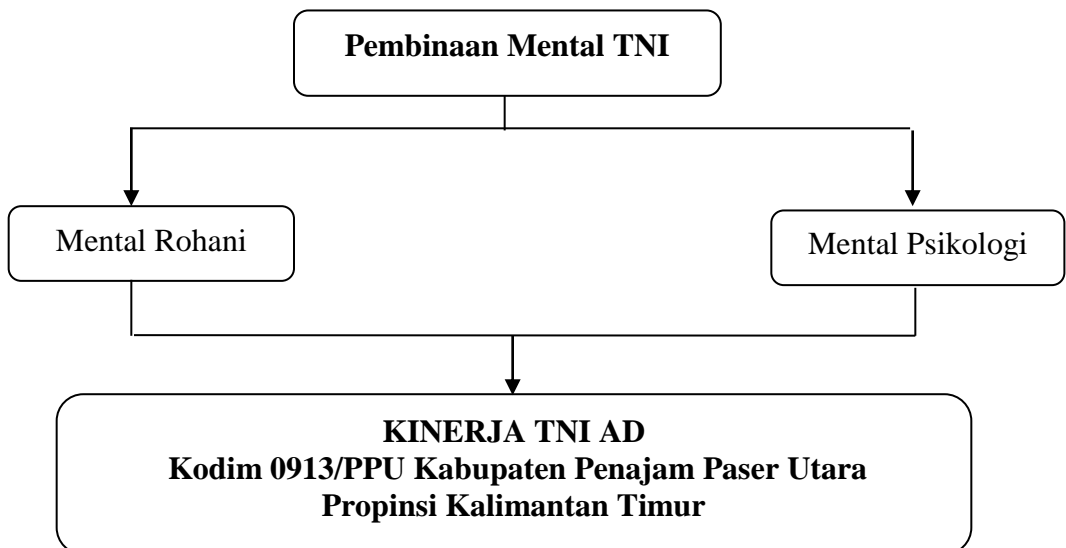 Pembinaan Mental TNI
Mental Rohani
Mental Psikologi
KINERJA TNI AD
Kodim 0913/PPU Kabupaten Penajam Paser Utara
Propinsi Kalimantan Timur